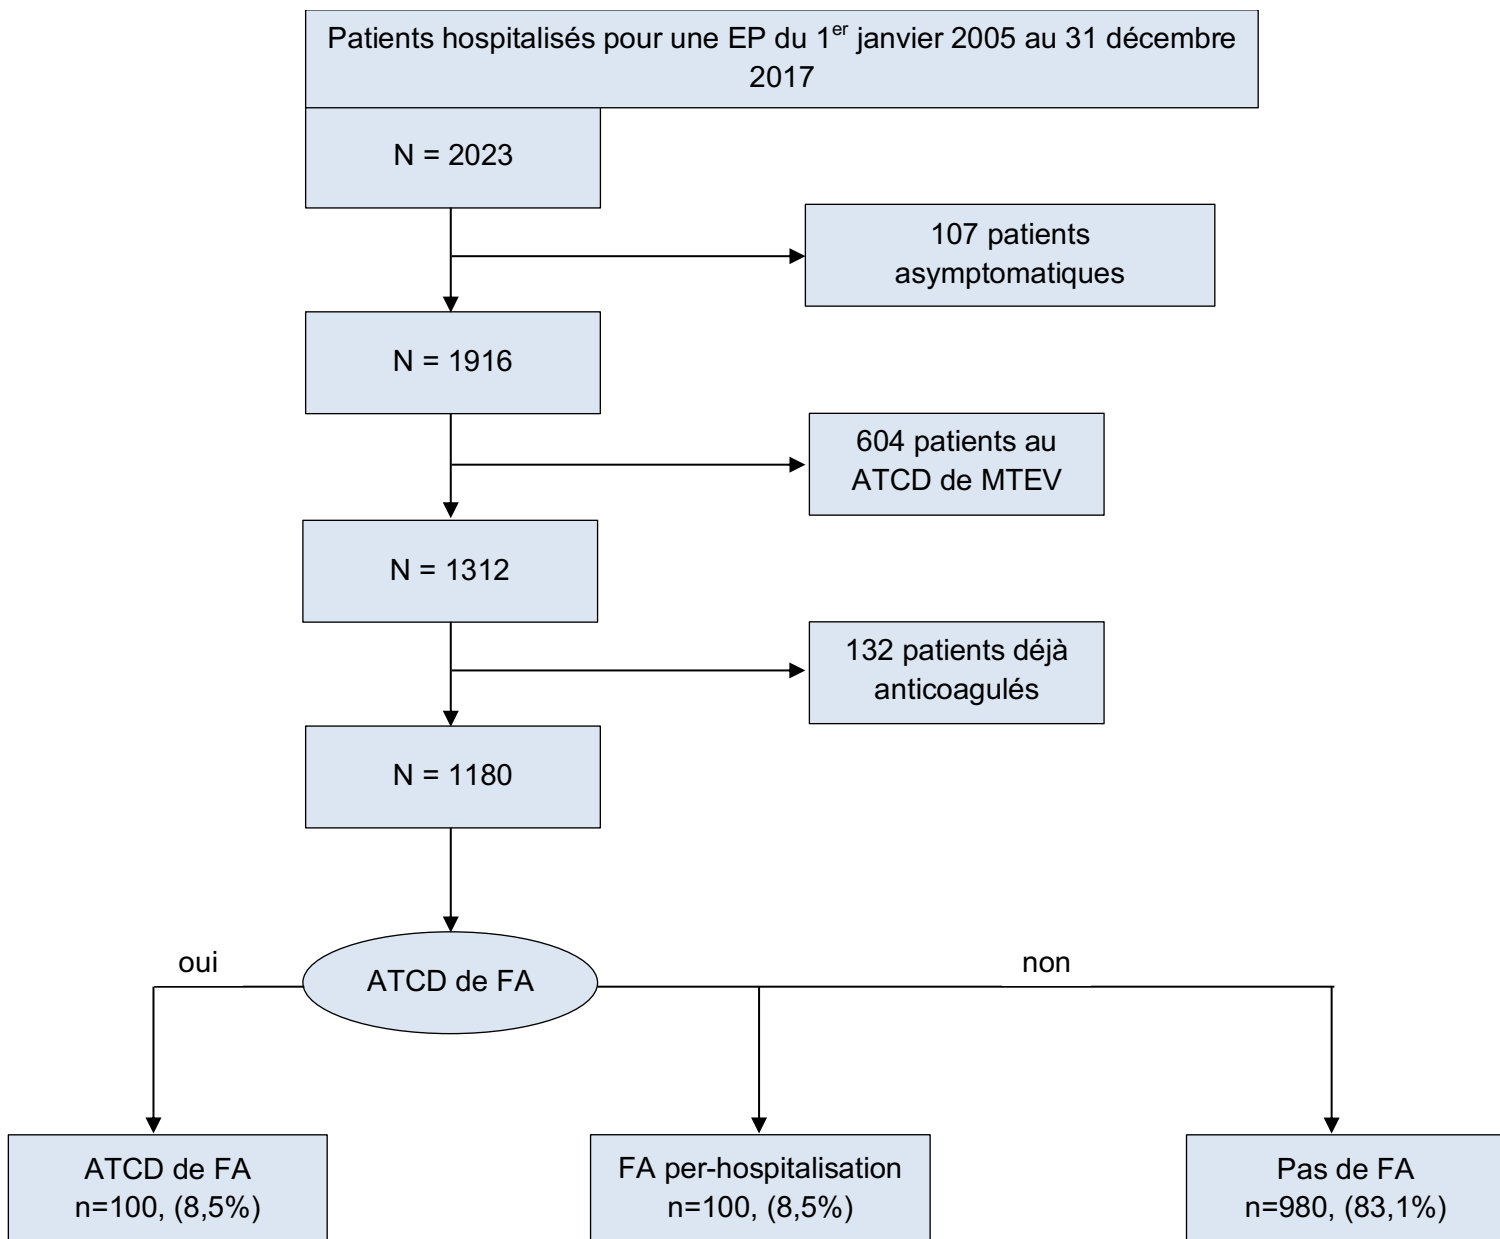 Patients hospitalisés pour une EP du 1er janvier 2005 au 31 décembre
2017
N = 2023
107 patients
asymptomatiques
N = 1916
604 patients au
ATCD de MTEV
N = 1312
132 patients déjà
anticoagulés
N = 1180
oui
ATCD de FA
non
ATCD de FA
n=100, (8,5%)
FA per-hospitalisation
n=100, (8,5%)
Pas de FA
n=980, (83,1%)